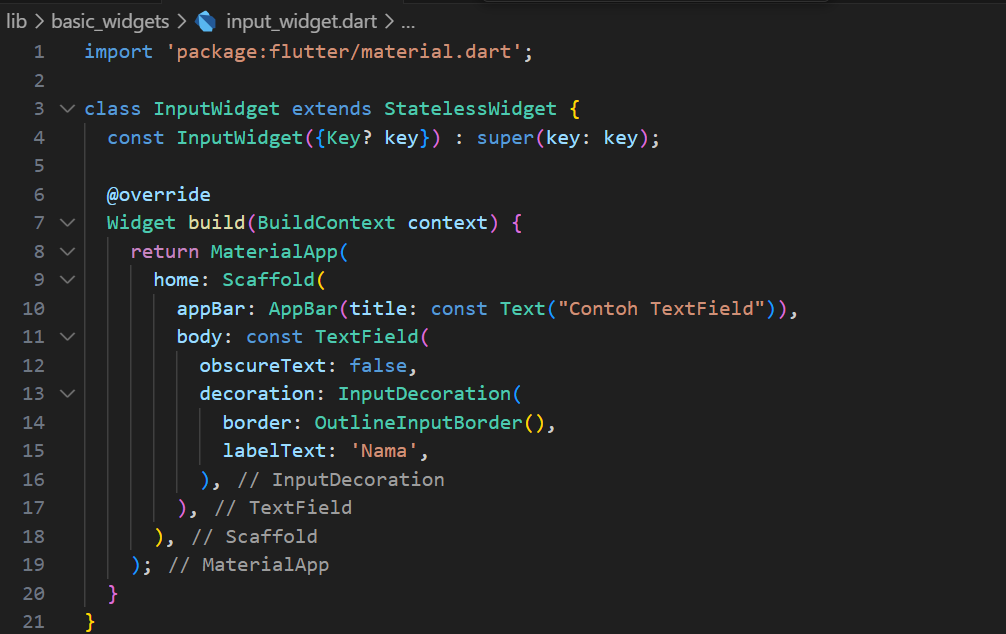 lib > basic_widgets > input_widget.dart > ...
1 import 'package:flutter/material.dart';
2
3 class InputWidget extends StatelessWidget {
4   const InputWidget({Key? key}) : super(key: key);
5
6   @override
7   Widget build(BuildContext context) {
8     return MaterialApp(
9       home: Scaffold(
10         appBar: AppBar(title: const Text("Contoh TextField")),
11         body: const TextField(
12           obscureText: false,
13           decoration: InputDecoration(
14             border: OutlineInputBorder(),
15             labelText: 'Nama',
16           ), // InputDecoration
17         ), // TextField
18       ), // Scaffold
19     ); // MaterialApp
20   }
21 }